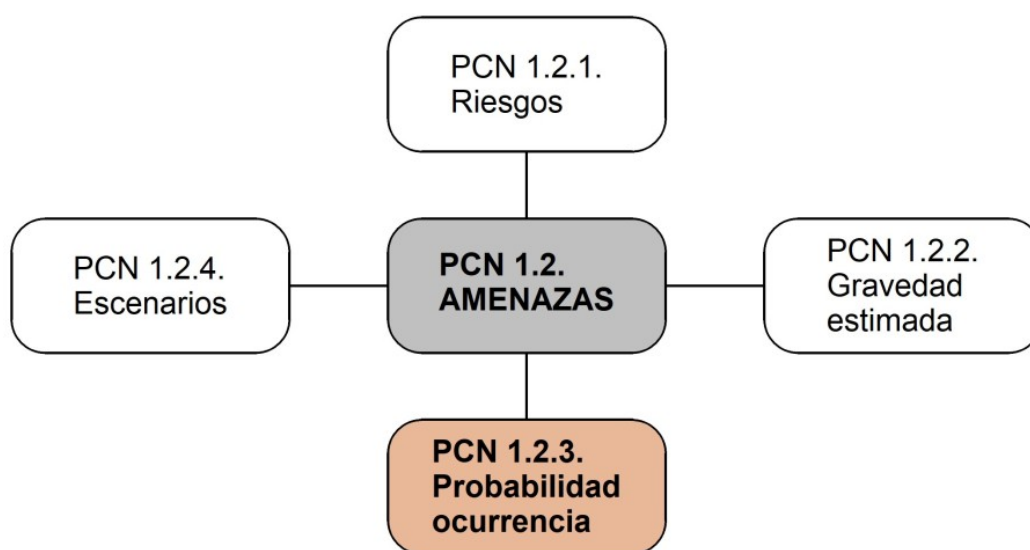 PCN 1.2.1.
Riesgos
PCN 1.2.4.
Escenarios
PCN 1.2.
AMENAZAS
PCN 1.2.2.
Gravedad
estimada
PCN 1.2.3.
Probabilidad
ocurrencia